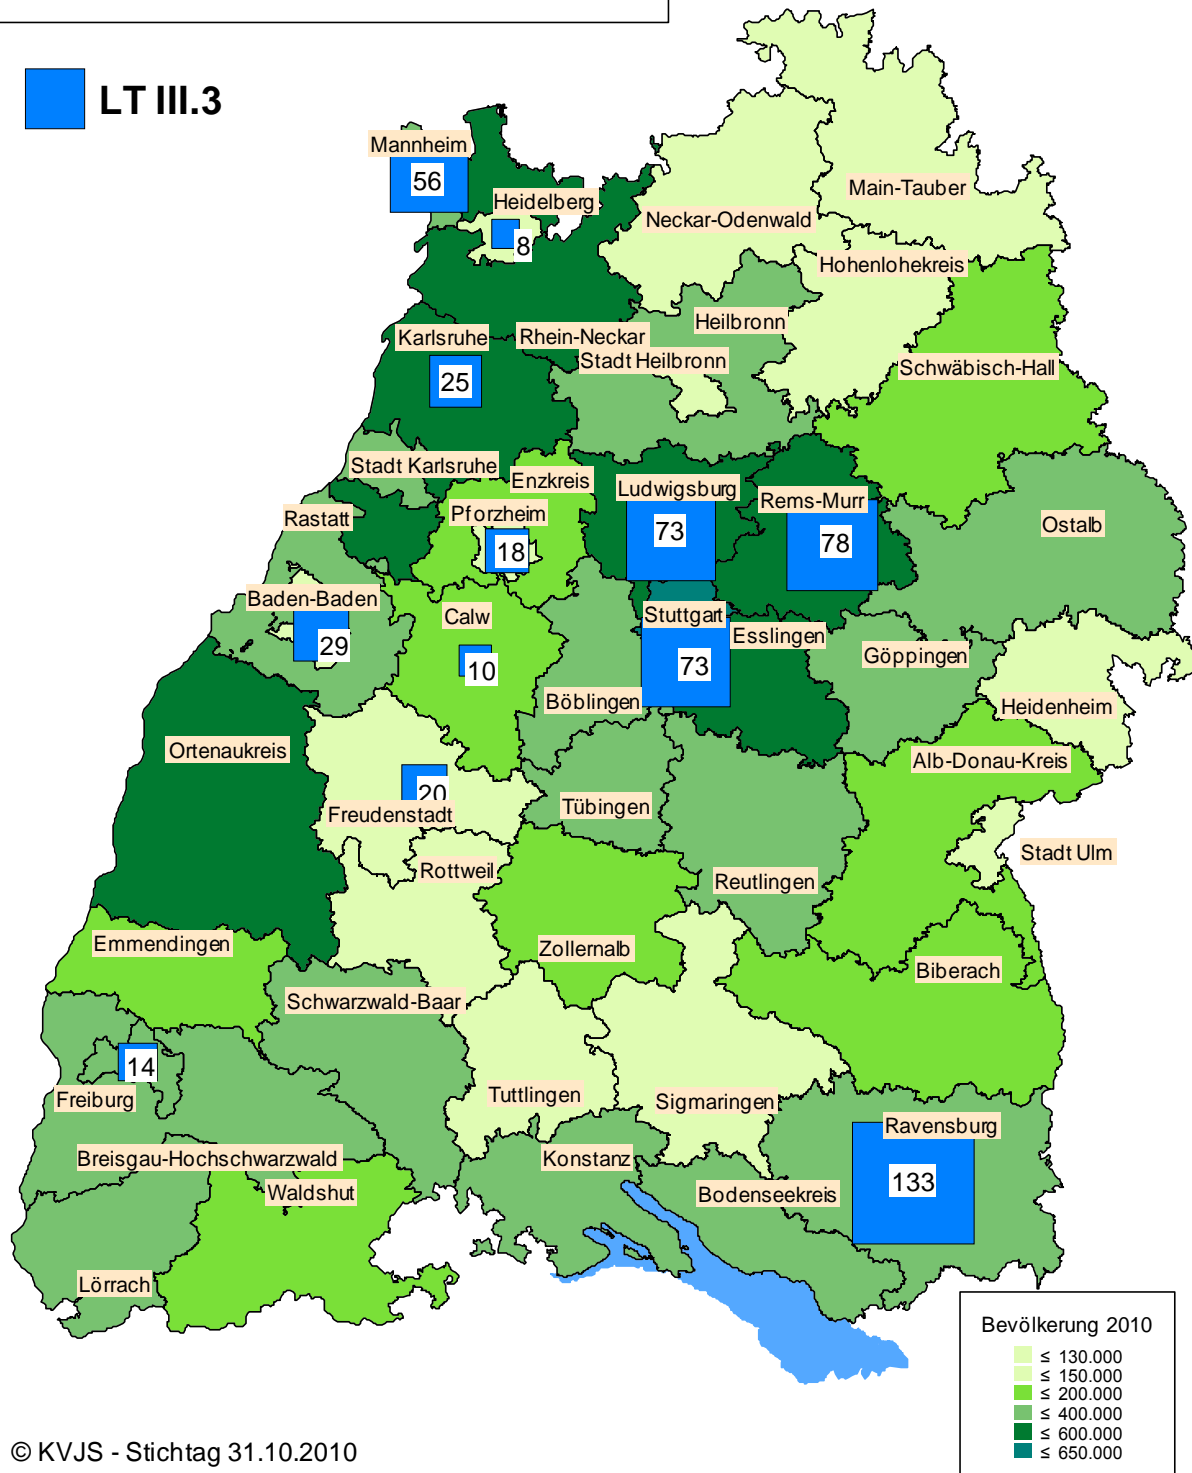 LT III.3
Mannheim
56
Heidelberg
8
Main-Tauber
Neckar-Odenwald
Hohenlohekreis
Heilbronn
Karlsruhe
Rhein-Neckar
Stadt Heilbronn
25
Schwäbisch-Hall
Stadt Karlsruhe
Enzkreis
Ludwigsburg
Rems-Murr
Rastatt
Pforzheim
Ostalb
18
73
78
Baden-Baden
Calw
Stuttgart
Esslingen
29
10
73
Göppingen
Böblingen
Heidenheim
Ortenaukreis
Alb-Donau-Kreis
20
Freudenstadt
Tübingen
Stadt Ulm
Rottweil
Reutlingen
Emmendingen
Zollernalb
Biberach
Schwarzwald-Baar
14
Freiburg
Tuttlingen
Sigmaringen
Ravensburg
Breisgau-Hochschwarzwald
Konstanz
133
Waldshut
Bodenseekreis
Lörrach
Bevölkerung 2010
≤ 130.000
≤ 150.000
≤ 200.000
≤ 400.000
≤ 600.000
≤ 650.000
© KVJS - Stichtag 31.10.2010